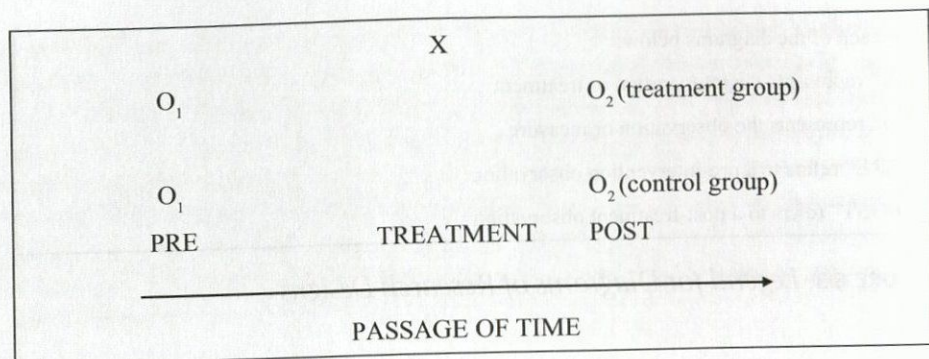 X
O₁ O₂ (treatment group)
O₁ O₂ (control group)
PRE TREATMENT POST
PASSAGE OF TIME